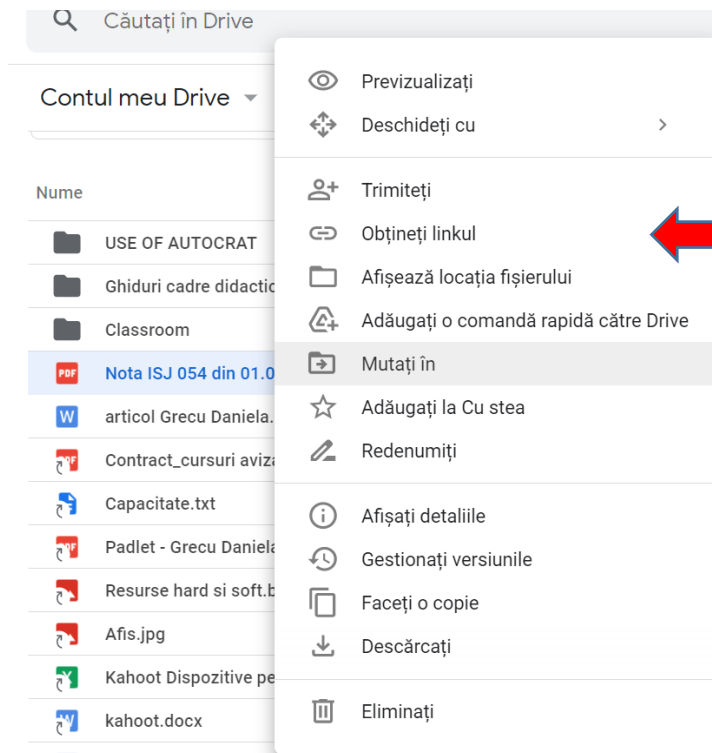 Căutați în Drive
Contul meu Drive
Nume
USE OF AUTOCRAT
Ghiduri cadre didactic
Classroom
PDF Nota ISJ 054 din 01.0
W articol Grecu Daniela.
Contract_cursuri aviza
Capacitate.txt
Padlet - Grecu Daniela
Resurse hard si soft.b
Afis.jpg
Kahoot Dispozitive pe
kahoot.docx
Previzualizați
Deschideți cu
Trimiteți
Obțineți linkul
Afișează locația fișierului
Adăugați o comandă rapidă către Drive
Mutați în
Adăugați la Cu stea
Redenumiți
Afișați detaliile
Gestionați versiunile
Faceți o copie
Descărcați
Eliminați